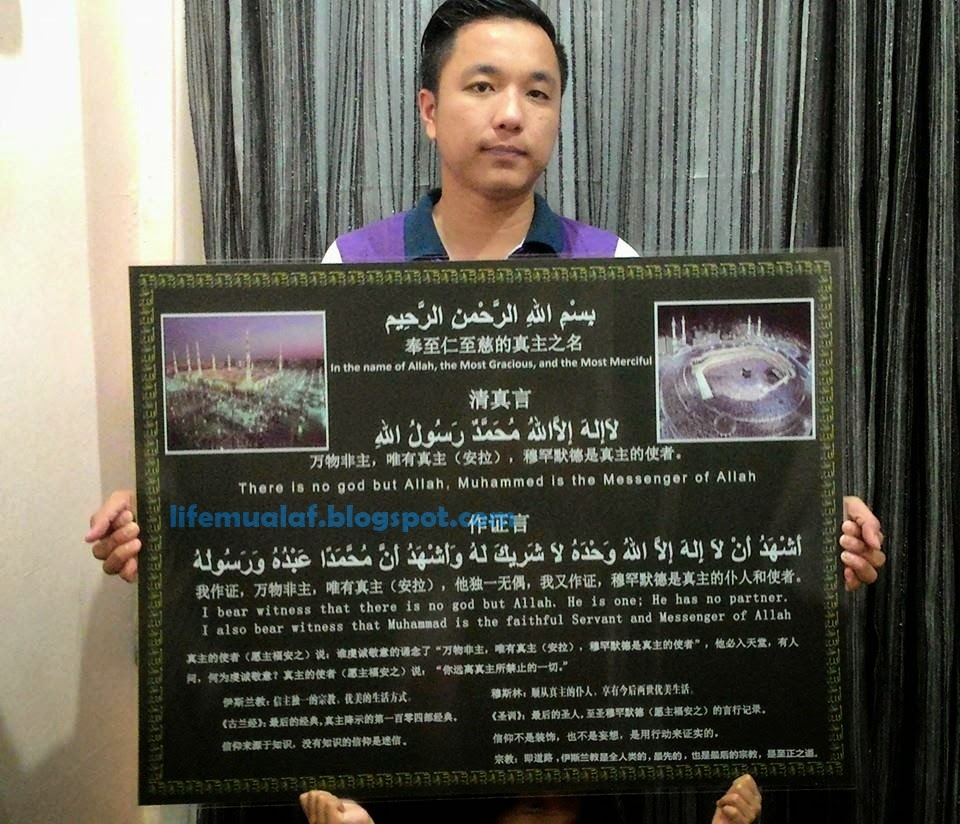 بِسْمِ اللهِ الرَّحْمنِ الرَّحِيمِ
奉至仁至慈的真主之名
In the name of Allah, the Most Gracious, and the Most Merciful
清真言
لاَإِلهَ إِلاَّاللهُ مُحَمَّدٌ رَسُولُ اللهِ
万物非主，唯有真主（安拉），穆罕默德是真主的使者。
There is no god but Allah, Muhammed is the Messenger of Allah
lifemualaf.blogspot.com
作证言
أَشْهَدُ أَنْ لاَ إِلهَ إِلاَّ اللهُ وَحْدَهُ لاَ شَرِيكَ لَهُ وَأَشْهَدُ أَنْ مُحَّمَدًا عَبْدُهُ وَرَسُولُهُ
我作证，万物非主，唯有真主（安拉），他独一无偶，我又作证，穆罕默德是真主的仆人和使者。
I bear witness that there is no god but Allah. He is one; He has no partner.
I also bear witness that Muhammad is the faithful Servant and Messenger of Allah
真主的使者（愿主福安之）说：谁虔诚敬意的诵念了“万物非主，唯有真主（安拉），穆罕默德是真主的使者”，他必入天堂，有人
问，何为虔诚敬意？真主的使者（愿主福安之）说：“你远离真主所禁止的一切。”
伊斯兰教：信主独一的宗教，优美的生活方式。
《古兰经》：最后的经典，真主降示的第一百零四部经典。
信仰来源于知识，没有知识的信仰是迷信。
穆斯林：顺从真主的仆人，享有今后两世优美生活。
《圣训》：最后的圣人，至圣穆罕默德（愿主福安之）的言行记录。
信仰不是装饰，也不是妄想，是用行动来证实的。
宗教：即道路，伊斯兰教是全人类的，最先的，也是最后的宗教，是至正之道。